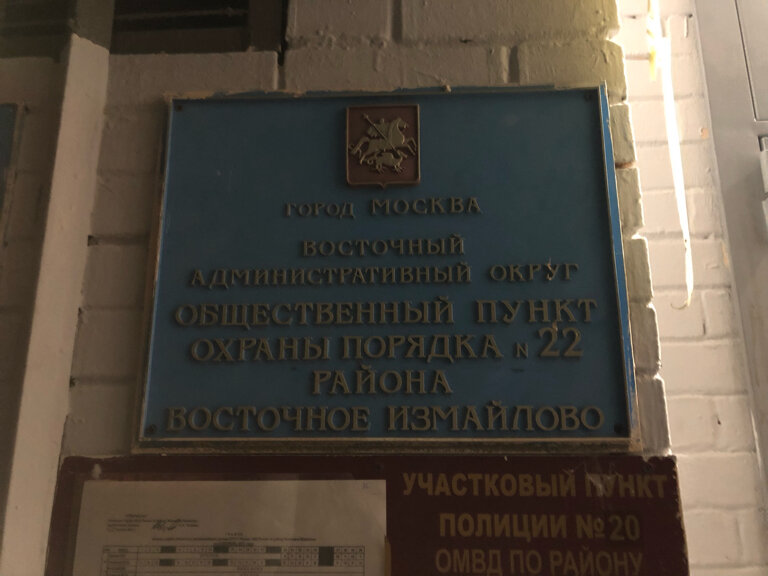 ГОРОД МОСКВА
ВОСТОЧНЫЙ
АДМИНИСТРАТИВНЫЙ ОКРУГ
ОБЩЕСТВЕННЫЙ ПУНКТ
ОХРАНЫ ПОРЯДКА N 22
РАЙОНА
ВОСТОЧНОЕ ИЗМАЙЛОВО
УЧАСТКОВЫЙ ПУНКТ
ПОЛИЦИИ №20
ОМВД ПО РАЙОНУ